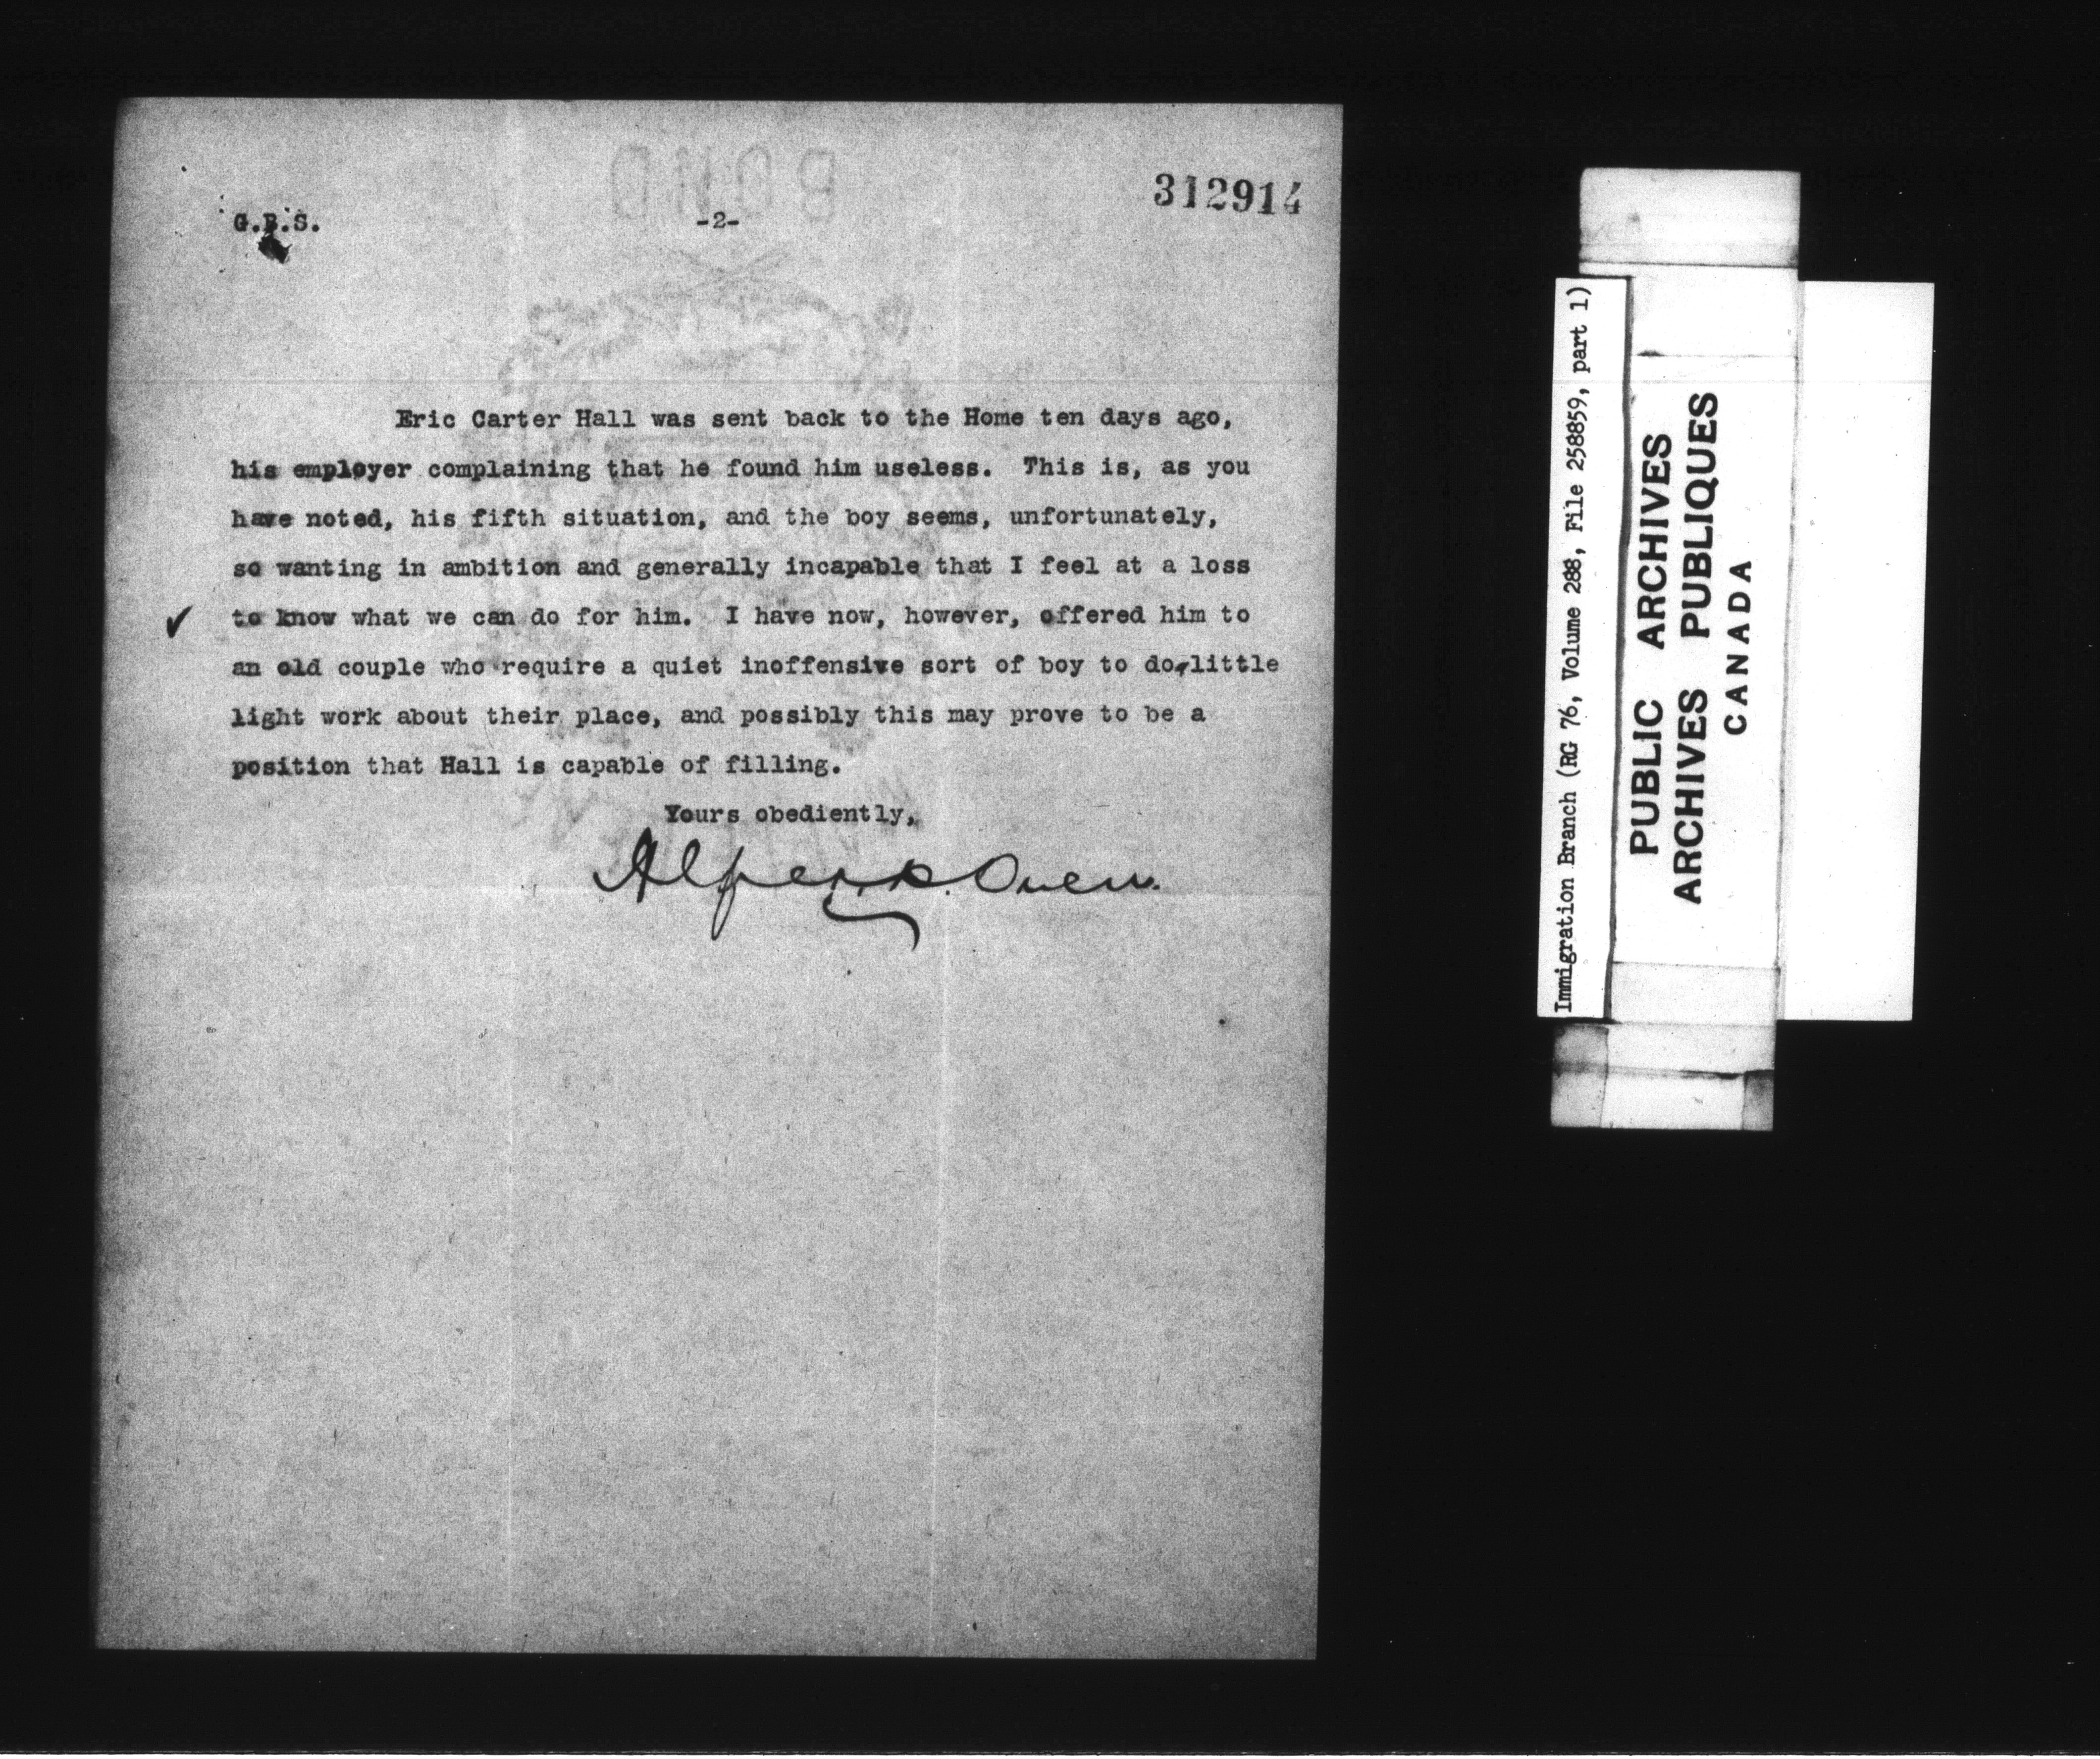 312914
G.B.S.
-2-
Eric Carter Hall was sent back to the Home ten days ago,
his employer complaining that he found him useless. This is, as you
have noted, his fifth situation, and the boy seems, unfortunately,
so wanting in ambition and generally incapable that I feel at a loss
✓ to know what we can do for him. I have now, however, offered him to
an old couple who require a quiet inoffensive sort of boy to do little
light work about their place, and possibly this may prove to be a
position that Hall is capable of filling.
Yours obediently,
Owen.
Immigration Branch (RG 76, Volume 288, File 258859, part 1)
PUBLIC ARCHIVES
ARCHIVES PUBLIQUES
CANADA